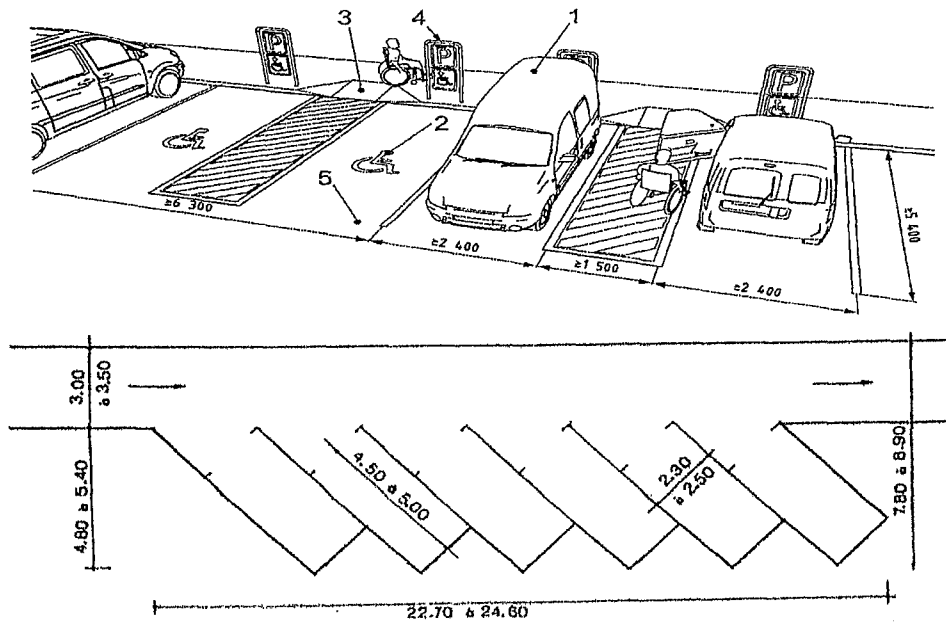 1
3
4
P
P
P
2
5
≥6 300
≥2 400
≥1 500
≥2 400
≥5 400
3.00
à 3.50
4.80 à 5.40
4.50 à 5.00
2.30
à 2.50
7.80 à 8.90
22.70 à 24.60